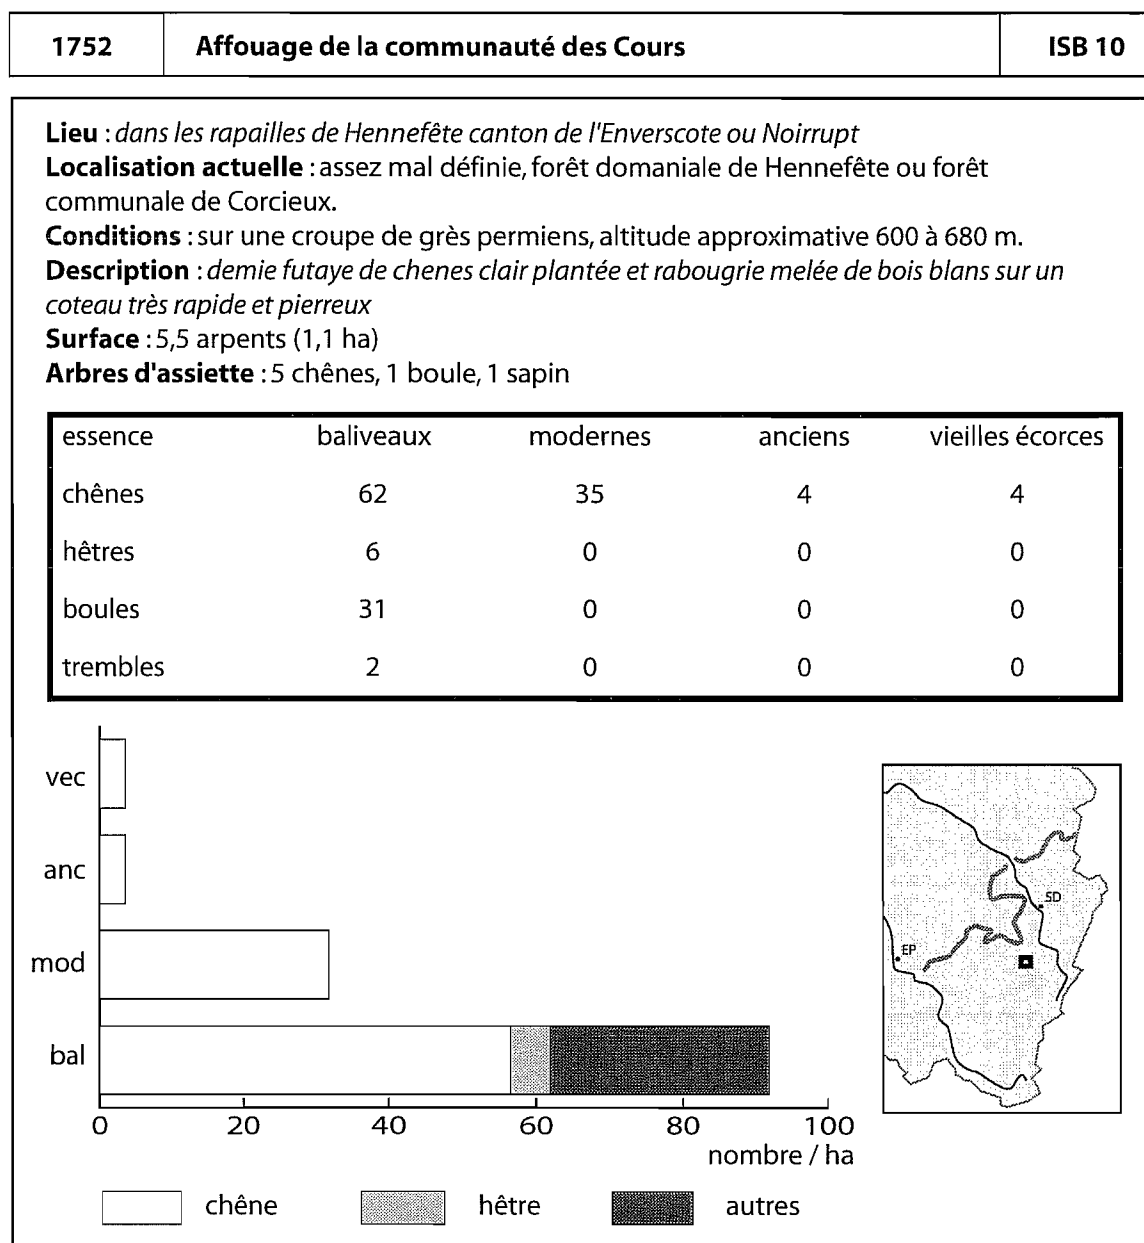 1752 Affouage de la communauté des Cours ISB 10
Lieu : dans les rapailles de Hennefête canton de l'Enverscote ou Noirrupt
Localisation actuelle : assez mal définie, forêt domaniale de Hennefête ou forêt
communale de Corcieux.
Conditions : sur une croupe de grès permiens, altitude approximative 600 à 680 m.
Description : demie futaye de chenes clair plantée et rabougrie melée de bois blans sur un
coteau très rapide et pierreux
Surface : 5,5 arpents (1,1 ha)
Arbres d'assiette : 5 chênes, 1 boule, 1 sapin
essence baliveaux modernes anciens vieilles écorces
chênes 62 35 4 4
hêtres 6 0 0 0
boules 31 0 0 0
trembles 2 0 0 0
vec
anc
mod
bal
0 20 40 60 80 100
nombre / ha
chêne hêtre autres
SD
EP